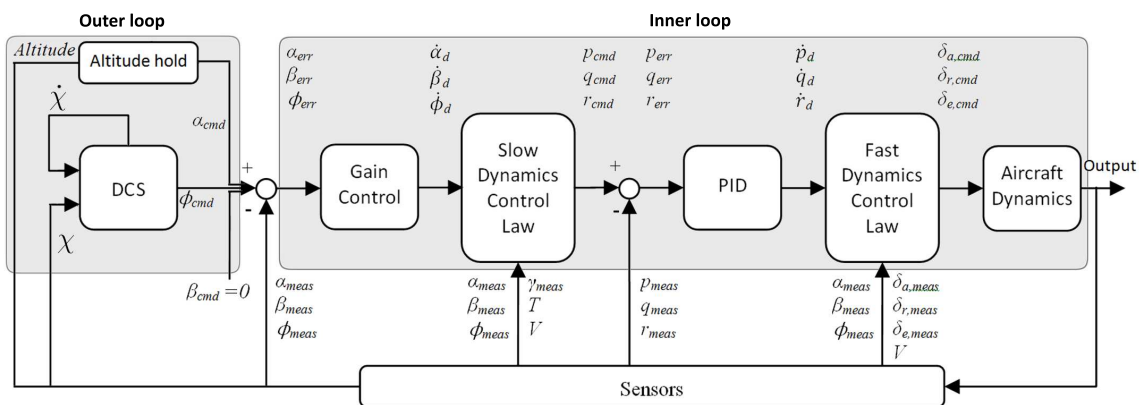 Outer loop
Inner loop
Altitude
Altitude hold
χ̇
α_cmd
DCS
ϕ_cmd
χ
β_cmd =0
+
-
α_err
β_err
ϕ_err
α̇_d
β̇_d
ϕ̇_d
p_cmd
q_cmd
r_cmd
p_err
q_err
r_err
ṗ_d
q̇_d
ṙ_d
δ_a,cmd
δ_r,cmd
δ_e,cmd
Gain
Control
Slow
Dynamics
Control
Law
+
-
PID
Fast
Dynamics
Control
Law
Aircraft
Dynamics
Output
α_meas
β_meas
ϕ_meas
α_meas
β_meas
ϕ_meas
γ_meas
T
V
p_meas
q_meas
r_meas
α_meas
β_meas
ϕ_meas
δ_a,meas
δ_r,meas
δ_e,meas
V
Sensors